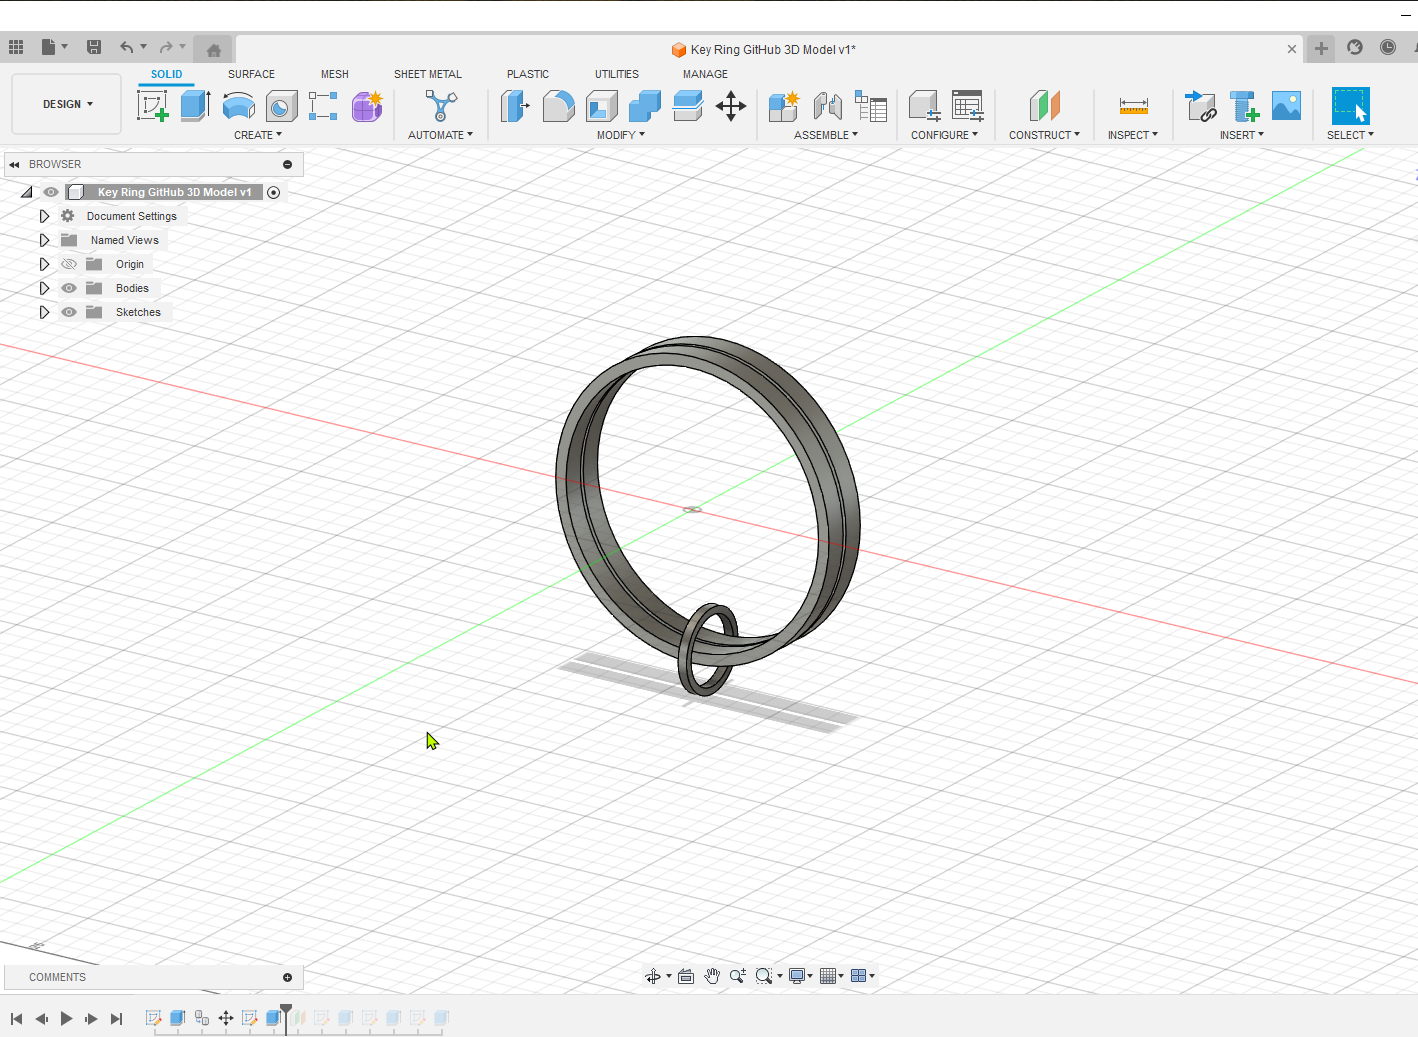 Key Ring GitHub 3D Model v1*
SOLID SURFACE MESH SHEET METAL PLASTIC UTILITIES MANAGE
DESIGN
CREATE AUTOMATE MODIFY ASSEMBLE CONFIGURE CONSTRUCT INSPECT INSERT SELECT
BROWSER
Key Ring GitHub 3D Model v1
Document Settings
Named Views
Origin
Bodies
Sketches
COMMENTS